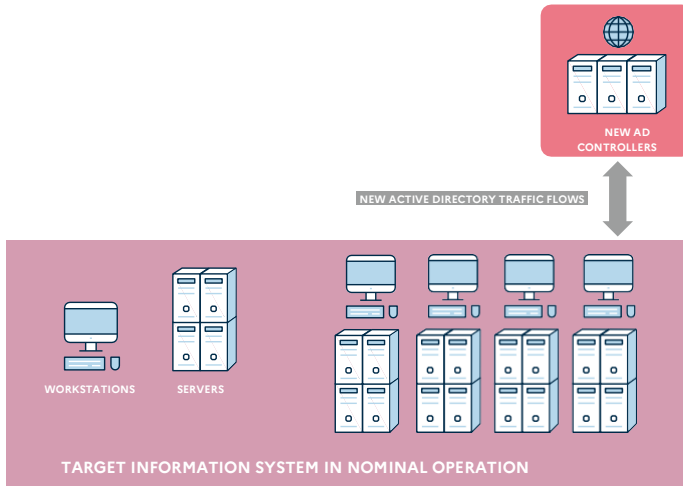 NEW AD
CONTROLLERS
NEW ACTIVE DIRECTORY TRAFFIC FLOWS
WORKSTATIONS
SERVERS
TARGET INFORMATION SYSTEM IN NOMINAL OPERATION